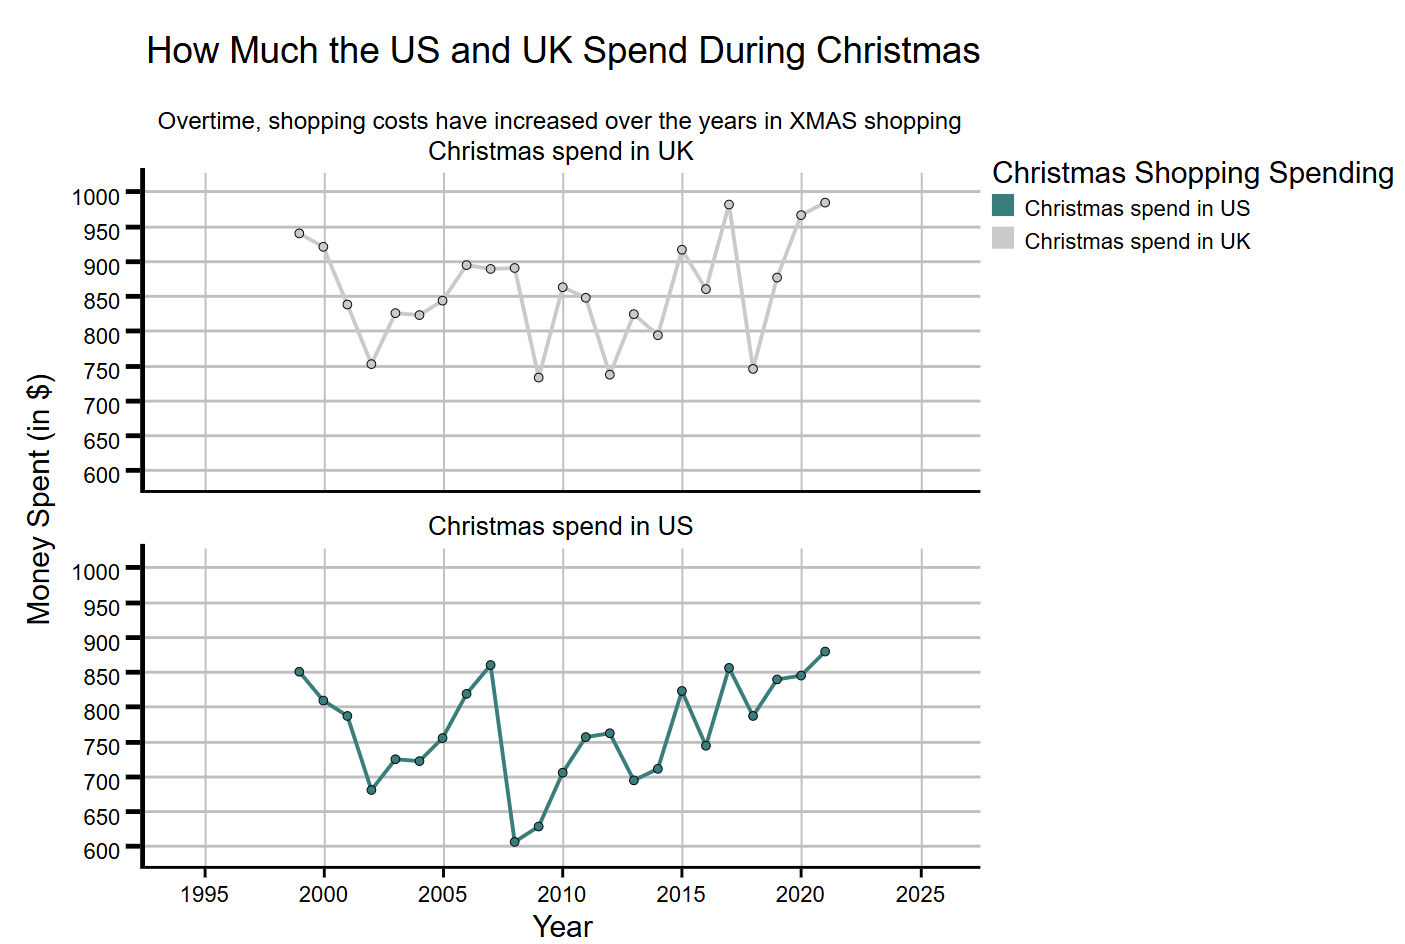 How Much the US and UK Spend During Christmas
Overtime, shopping costs have increased over the years in XMAS shopping
Christmas spend in UK
Christmas Shopping Spending
Christmas spend in US
Christmas spend in UK
1000
950
900
850
800
750
700
650
600
Money Spent (in $)
Christmas spend in US
1000
950
900
850
800
750
700
650
600
1995 2000 2005 2010 2015 2020 2025
Year